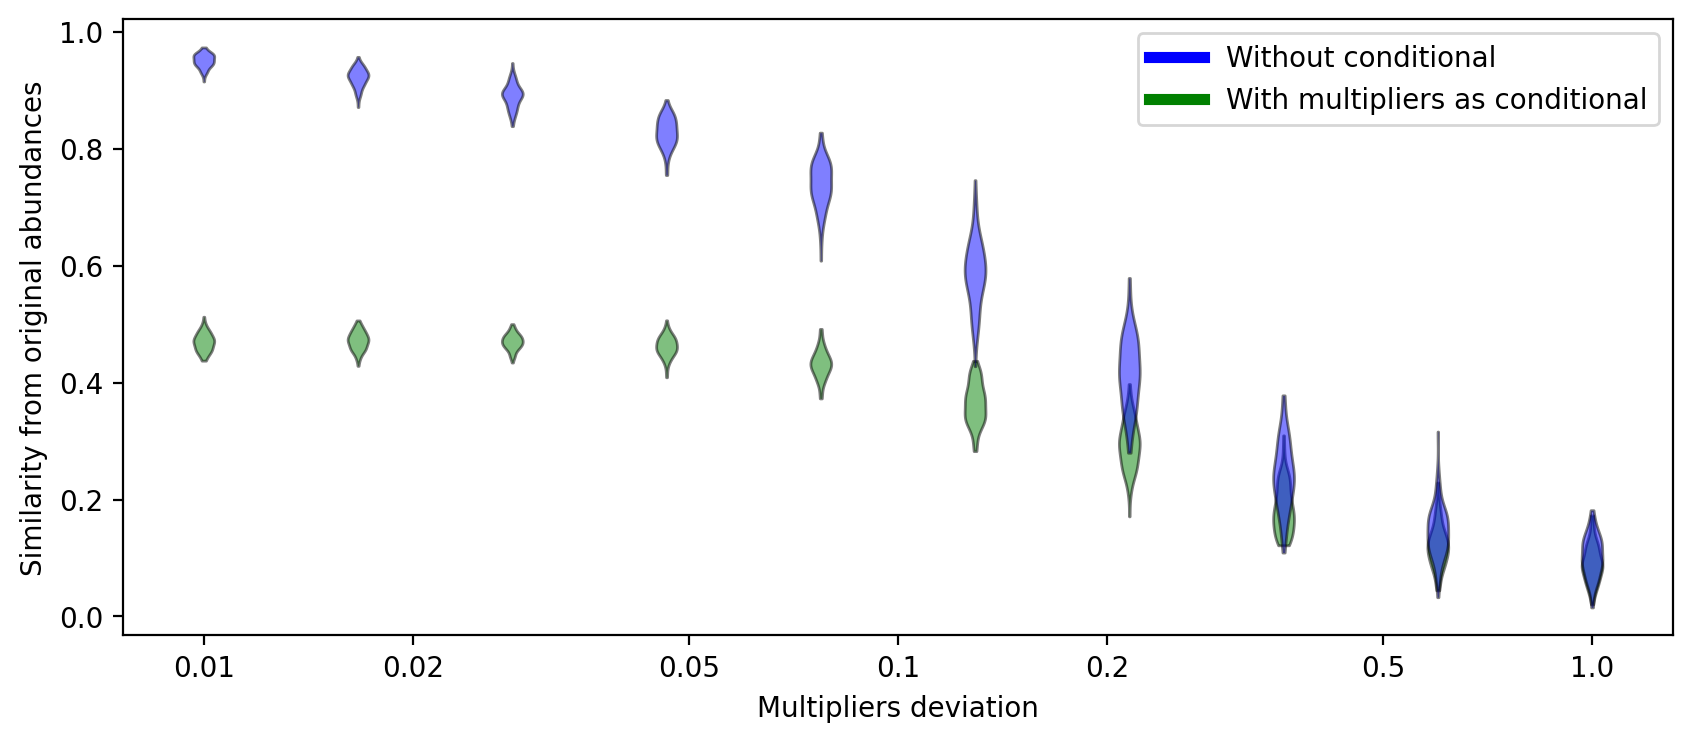 Similarity from original abundances
1.0
0.8
0.6
0.4
0.2
0.0
Without conditional
With multipliers as conditional
0.01 0.02 0.05 0.1 0.2 0.5 1.0
Multipliers deviation